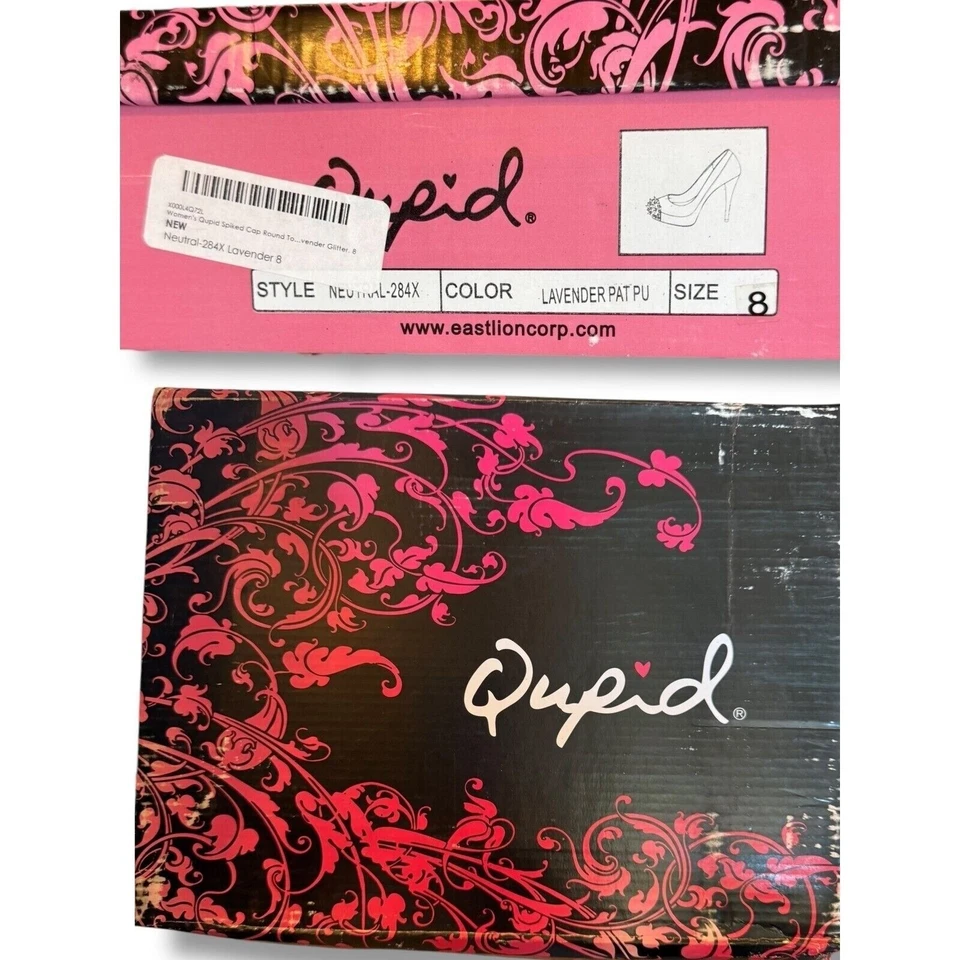 Qupid®
X000L4Q72L
Women's Qupid Spiked Cap Round To...vender Glitter, 8
NEW
Neutral-284X Lavender 8
STYLE NEUTRAL-284X COLOR LAVENDER PAT PU SIZE 8
www.eastlioncorp.com
Qupid®